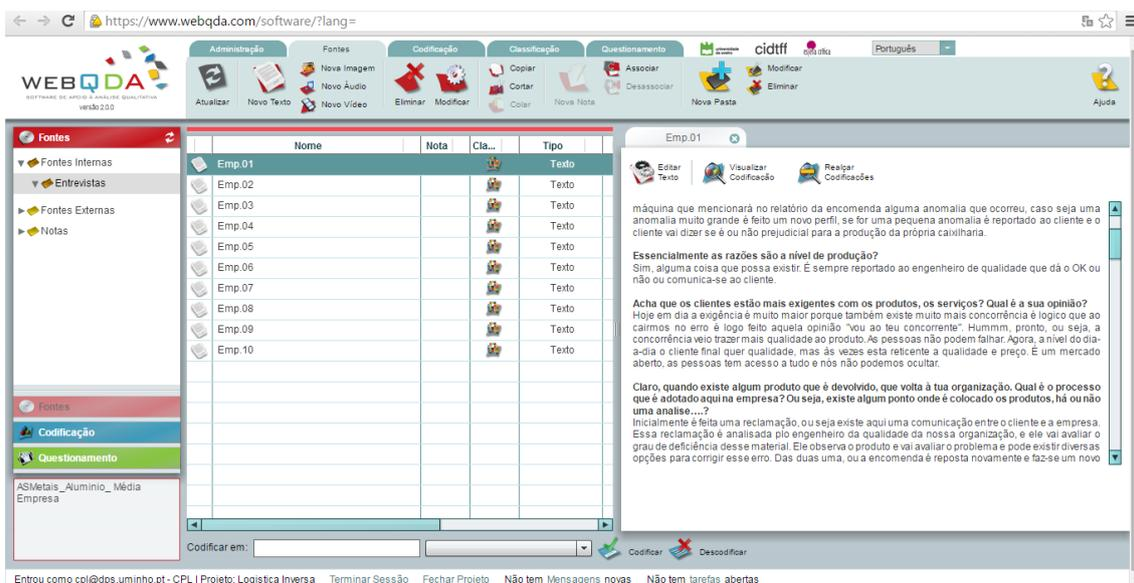 https://www.webqda.com/software/?lang=
Administração Fontes Codificação Classificação Questionamento cidtff Português
WEBQDA
SOFTWARE DE APOIO À ANÁLISE QUALITATIVA
versão 2.0.0
Atualizar Novo Texto Nova Imagem Novo Áudio Novo Vídeo
Eliminar Modificar
Copiar Cortar Colar Nova Nota
Associar Desassociar
Nova Pasta Modificar Eliminar
Ajuda
Fontes
Fontes Internas
Entrevistas
Fontes Externas
Notas
Fontes
Codificação
Questionamento
ASMetais_Aluminio_ Média
Empresa
Nome Nota Cla... Tipo
Emp.01 Texto
Emp.02 Texto
Emp.03 Texto
Emp.04 Texto
Emp.05 Texto
Emp.06 Texto
Emp.07 Texto
Emp.08 Texto
Emp.09 Texto
Emp.10 Texto
Emp.01
Editar Texto Visualizar Codificação Realçar Codificações
máquina que mencionará no relatório da encomenda alguma anomalia que ocorreu, caso seja uma
anomalia muito grande é feito um novo perfil, se for uma pequena anomalia é reportado ao cliente e o
cliente vai dizer se é ou não prejudicial para a produção da própria caixilharia.
Essencialmente as razões são a nível de produção?
Sim, alguma coisa que possa existir. É sempre reportado ao engenheiro de qualidade que dá o OK ou
não ou comunica-se ao cliente.
Acha que os clientes estão mais exigentes com os produtos, os serviços? Qual é a sua opinião?
Hoje em dia a exigência é muito maior porque também existe muito mais concorrência é logico que ao
cairmos no erro é logo feito aquela opinião "vou ao teu concorrente". Hummm, pronto, ou seja, a
concorrência veio trazer mais qualidade ao produto. As pessoas não podem falhar. Agora, a nível do dia-
a-dia o cliente final quer qualidade, mas às vezes esta reticente a qualidade e preço. É um mercado
aberto, as pessoas tem acesso a tudo e nós não podemos ocultar.
Claro, quando existe algum produto que é devolvido, que volta à tua organização. Qual é o processo
que é adotado aqui na empresa? Ou seja, existe algum ponto onde é colocado os produtos, há ou não
uma analise....?
Inicialmente é feita uma reclamação, ou seja existe aqui uma comunicação entre o cliente e a empresa.
Essa reclamação é analisada plo engenheiro da qualidade da nossa organização, e ele vai avaliar o
grau de deficiência desse material. Ele observa o produto e vai avaliar o problema e pode existir diversas
opções para corrigir esse erro. Das duas uma, ou a encomenda é reposta novamente e faz-se um novo
Codificar em: Codificar Descodificar
Entrou como cpl@dps.uminho.pt - CPL | Projeto: Logistica Inversa Terminar Sessão Fechar Projeto Não tem Mensagens novas Não tem tarefas abertas